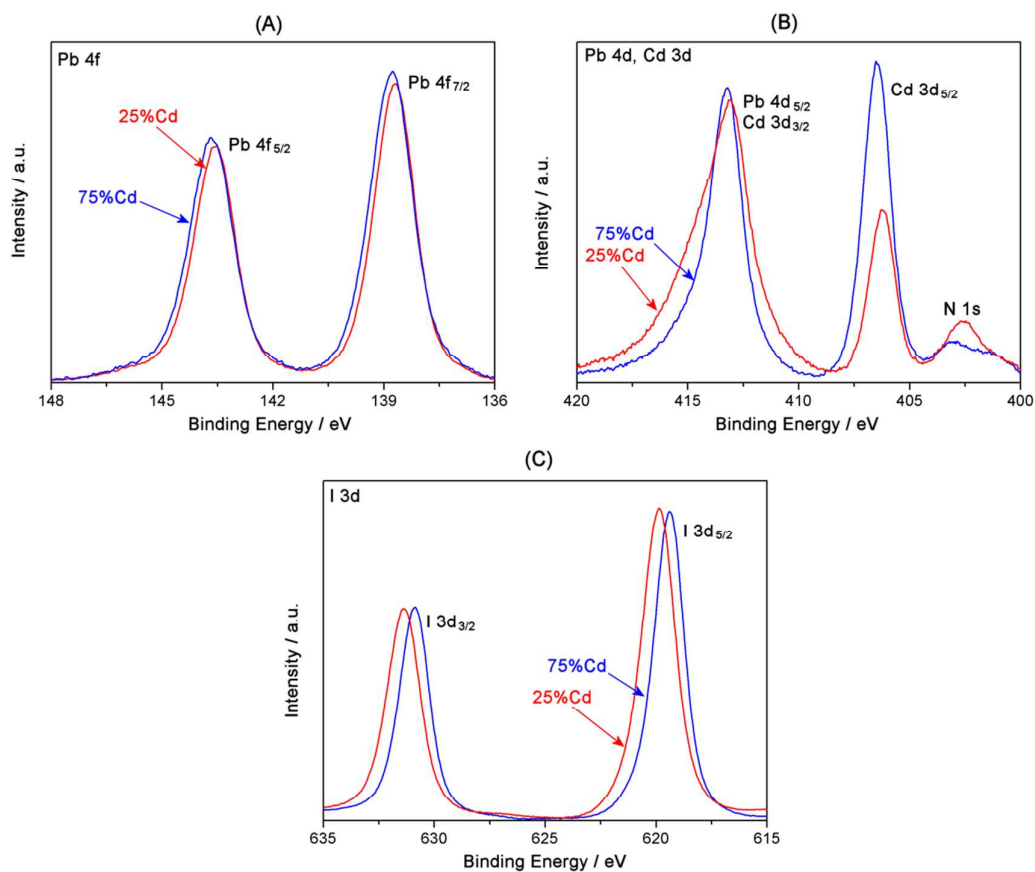 (A)
Pb 4f
Pb 4f7/2
25%Cd
Pb 4f5/2
75%Cd
Intensity / a.u.
148 145 142 139 136
Binding Energy / eV
(B)
Pb 4d, Cd 3d
Pb 4d5/2
Cd 3d3/2
Cd 3d5/2
75%Cd
25%Cd
N 1s
Intensity / a.u.
420 415 410 405 400
Binding Energy / eV
(C)
I 3d
I 3d5/2
I 3d3/2
75%Cd
25%Cd
Intensity / a.u.
635 630 625 620 615
Binding Energy / eV